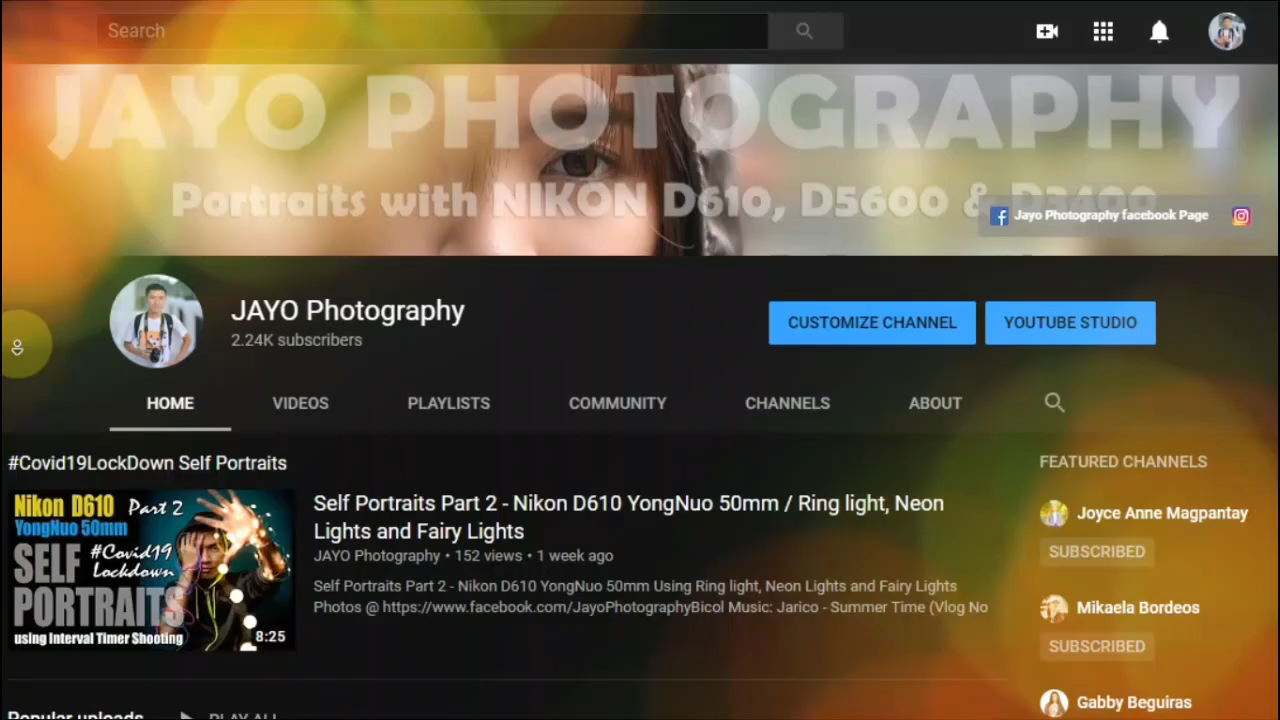 Search
JAYO PHOTOGRAPHY
Portraits with NIKON D610, D5600 & D3400
Jayo Photography facebook Page
JAYO Photography
2.24K subscribers
CUSTOMIZE CHANNEL
YOUTUBE STUDIO
HOME VIDEOS PLAYLISTS COMMUNITY CHANNELS ABOUT
#Covid19LockDown Self Portraits
Nikon D610 Part 2
YongNuo 50mm
#Covid19
Lockdown
SELF
PORTRAITS
using Interval Timer Shooting
8:25
Self Portraits Part 2 - Nikon D610 YongNuo 50mm / Ring light, Neon
Lights and Fairy Lights
JAYO Photography • 152 views • 1 week ago
Self Portraits Part 2 - Nikon D610 YongNuo 50mm Using Ring light, Neon Lights and Fairy Lights
Photos @ https://www.facebook.com/JayoPhotographyBicol Music: Jarico - Summer Time (Vlog No
FEATURED CHANNELS
Joyce Anne Magpantay
SUBSCRIBED
Mikaela Bordeos
SUBSCRIBED
Gabby Beguiras
Popular uploads PLAY ALL